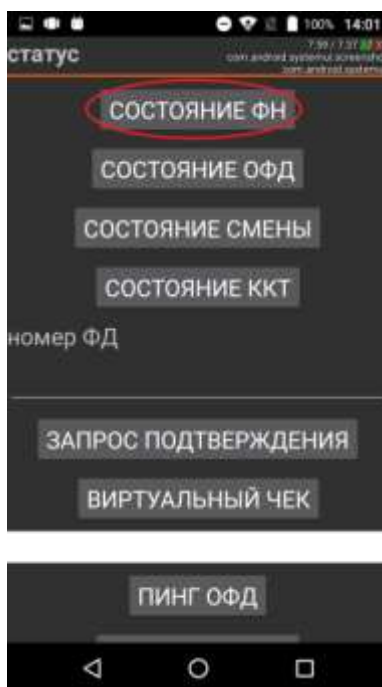 100% 14:01
статус
СОСТОЯНИЕ ФН
СОСТОЯНИЕ ОФД
СОСТОЯНИЕ СМЕНЫ
СОСТОЯНИЕ ККТ
номер ФД
ЗАПРОС ПОДТВЕРЖДЕНИЯ
ВИРТУАЛЬНЫЙ ЧЕК
ПИНГ ОФД